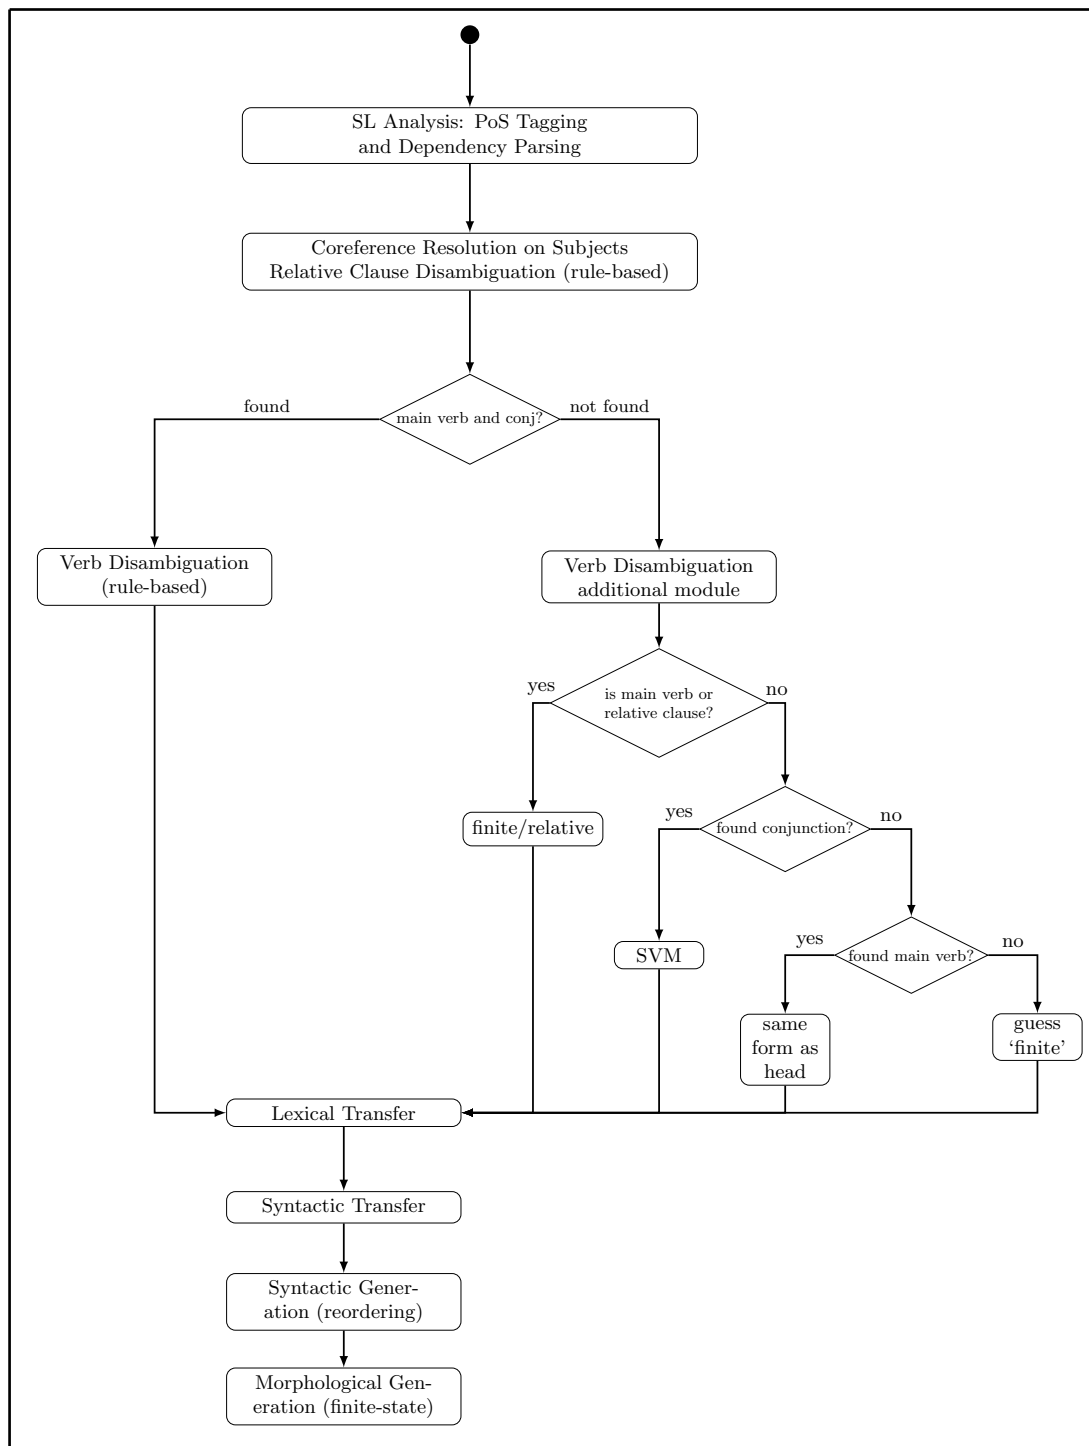 SL Analysis: PoS Tagging
and Dependency Parsing
Coreference Resolution on Subjects
Relative Clause Disambiguation (rule-based)
found
main verb and conj?
not found
Verb Disambiguation
(rule-based)
Verb Disambiguation
additional module
yes
is main verb or
relative clause?
no
finite/relative
yes
found conjunction?
no
SVM
yes
found main verb?
no
same
form as
head
guess
‘finite’
Lexical Transfer
Syntactic Transfer
Syntactic Gener-
ation (reordering)
Morphological Gen-
eration (finite-state)